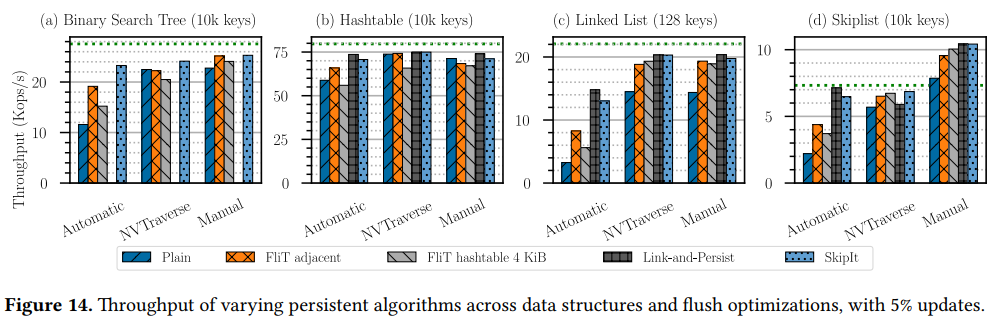 (a) Binary Search Tree (10k keys)
(b) Hashtable (10k keys)
(c) Linked List (128 keys)
(d) Skiplist (10k keys)
Throughput (Kops/s)
20
10
0
75
50
25
0
20
10
0
10
5
0
Automatic
NVTraverse
Manual
Automatic
NVTraverse
Manual
Automatic
NVTraverse
Manual
Automatic
NVTraverse
Manual
Plain
FliT adjacent
FliT hashtable 4 KiB
Link-and-Persist
SkipIt
Figure 14. Throughput of varying persistent algorithms across data structures and flush optimizations, with 5% updates.